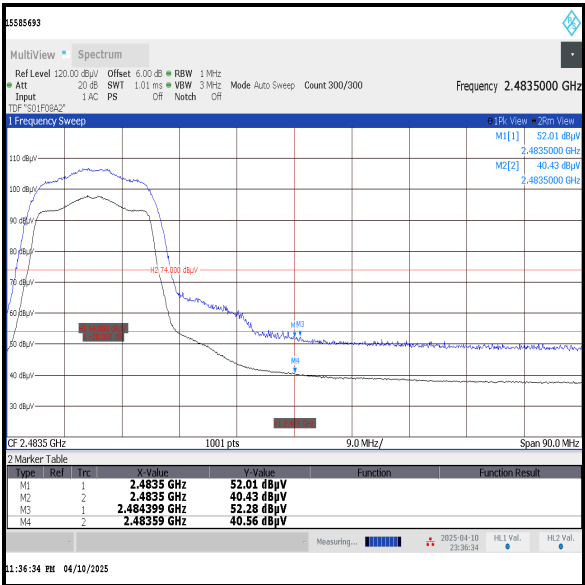 15585693
MultiView Spectrum
Ref Level 120.00 dBµV Offset 6.00 dB RBW 1 MHz
Att 20 dB SWT 1.01 ms VBW 3 MHz Mode Auto Sweep Count 300/300 Frequency 2.4835000 GHz
Input 1 AC PS Off Notch Off
TDF "S01F08A2"
1 Frequency Sweep 1Pk View 2Rm View
M1[1] 52.01 dBµV
2.4835000 GHz
110 dBµV M2[2] 40.43 dBµV
2.4835000 GHz
100 dBµV
90 dBµV
80 dBµV
H2 74.000 dBµV
70 dBµV
60 dBµV
M3
50 dBµV
M4
40 dBµV
30 dBµV
CF 2.4835 GHz 1001 pts 9.0 MHz/ Span 90.0 MHz
2 Marker Table
Type Ref Trc X-Value Y-Value Function Function Result
M1 1 2.4835 GHz 52.01 dBµV
M2 2 2.4835 GHz 40.43 dBµV
M3 1 2.484399 GHz 52.28 dBµV
M4 2 2.48359 GHz 40.56 dBµV
Measuring... 2025-04-10 HL1 Val. HL2 Val.
23:36:34
11:36:34 PM 04/10/2025